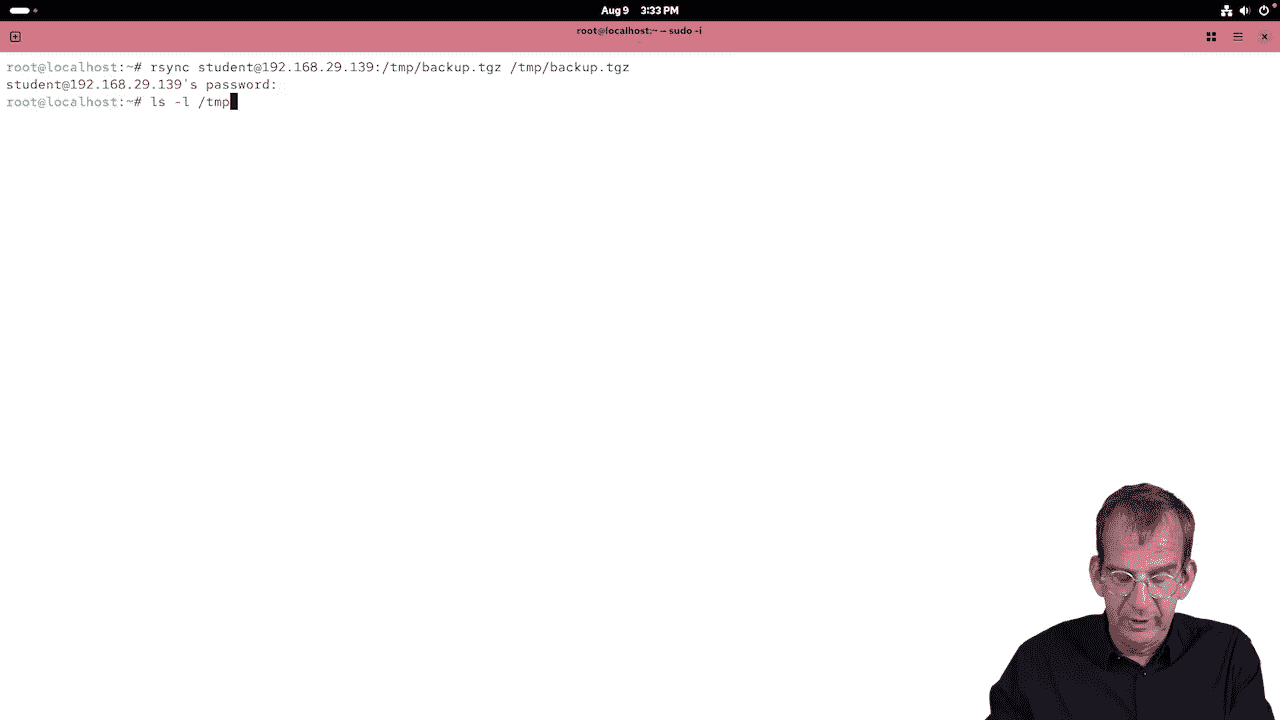 Aug 9 3:33 PM
root@localhost:~ — sudo -i
root@localhost:~# rsync student@192.168.29.139:/tmp/backup.tgz /tmp/backup.tgz
student@192.168.29.139's password:
root@localhost:~# ls -l /tmp